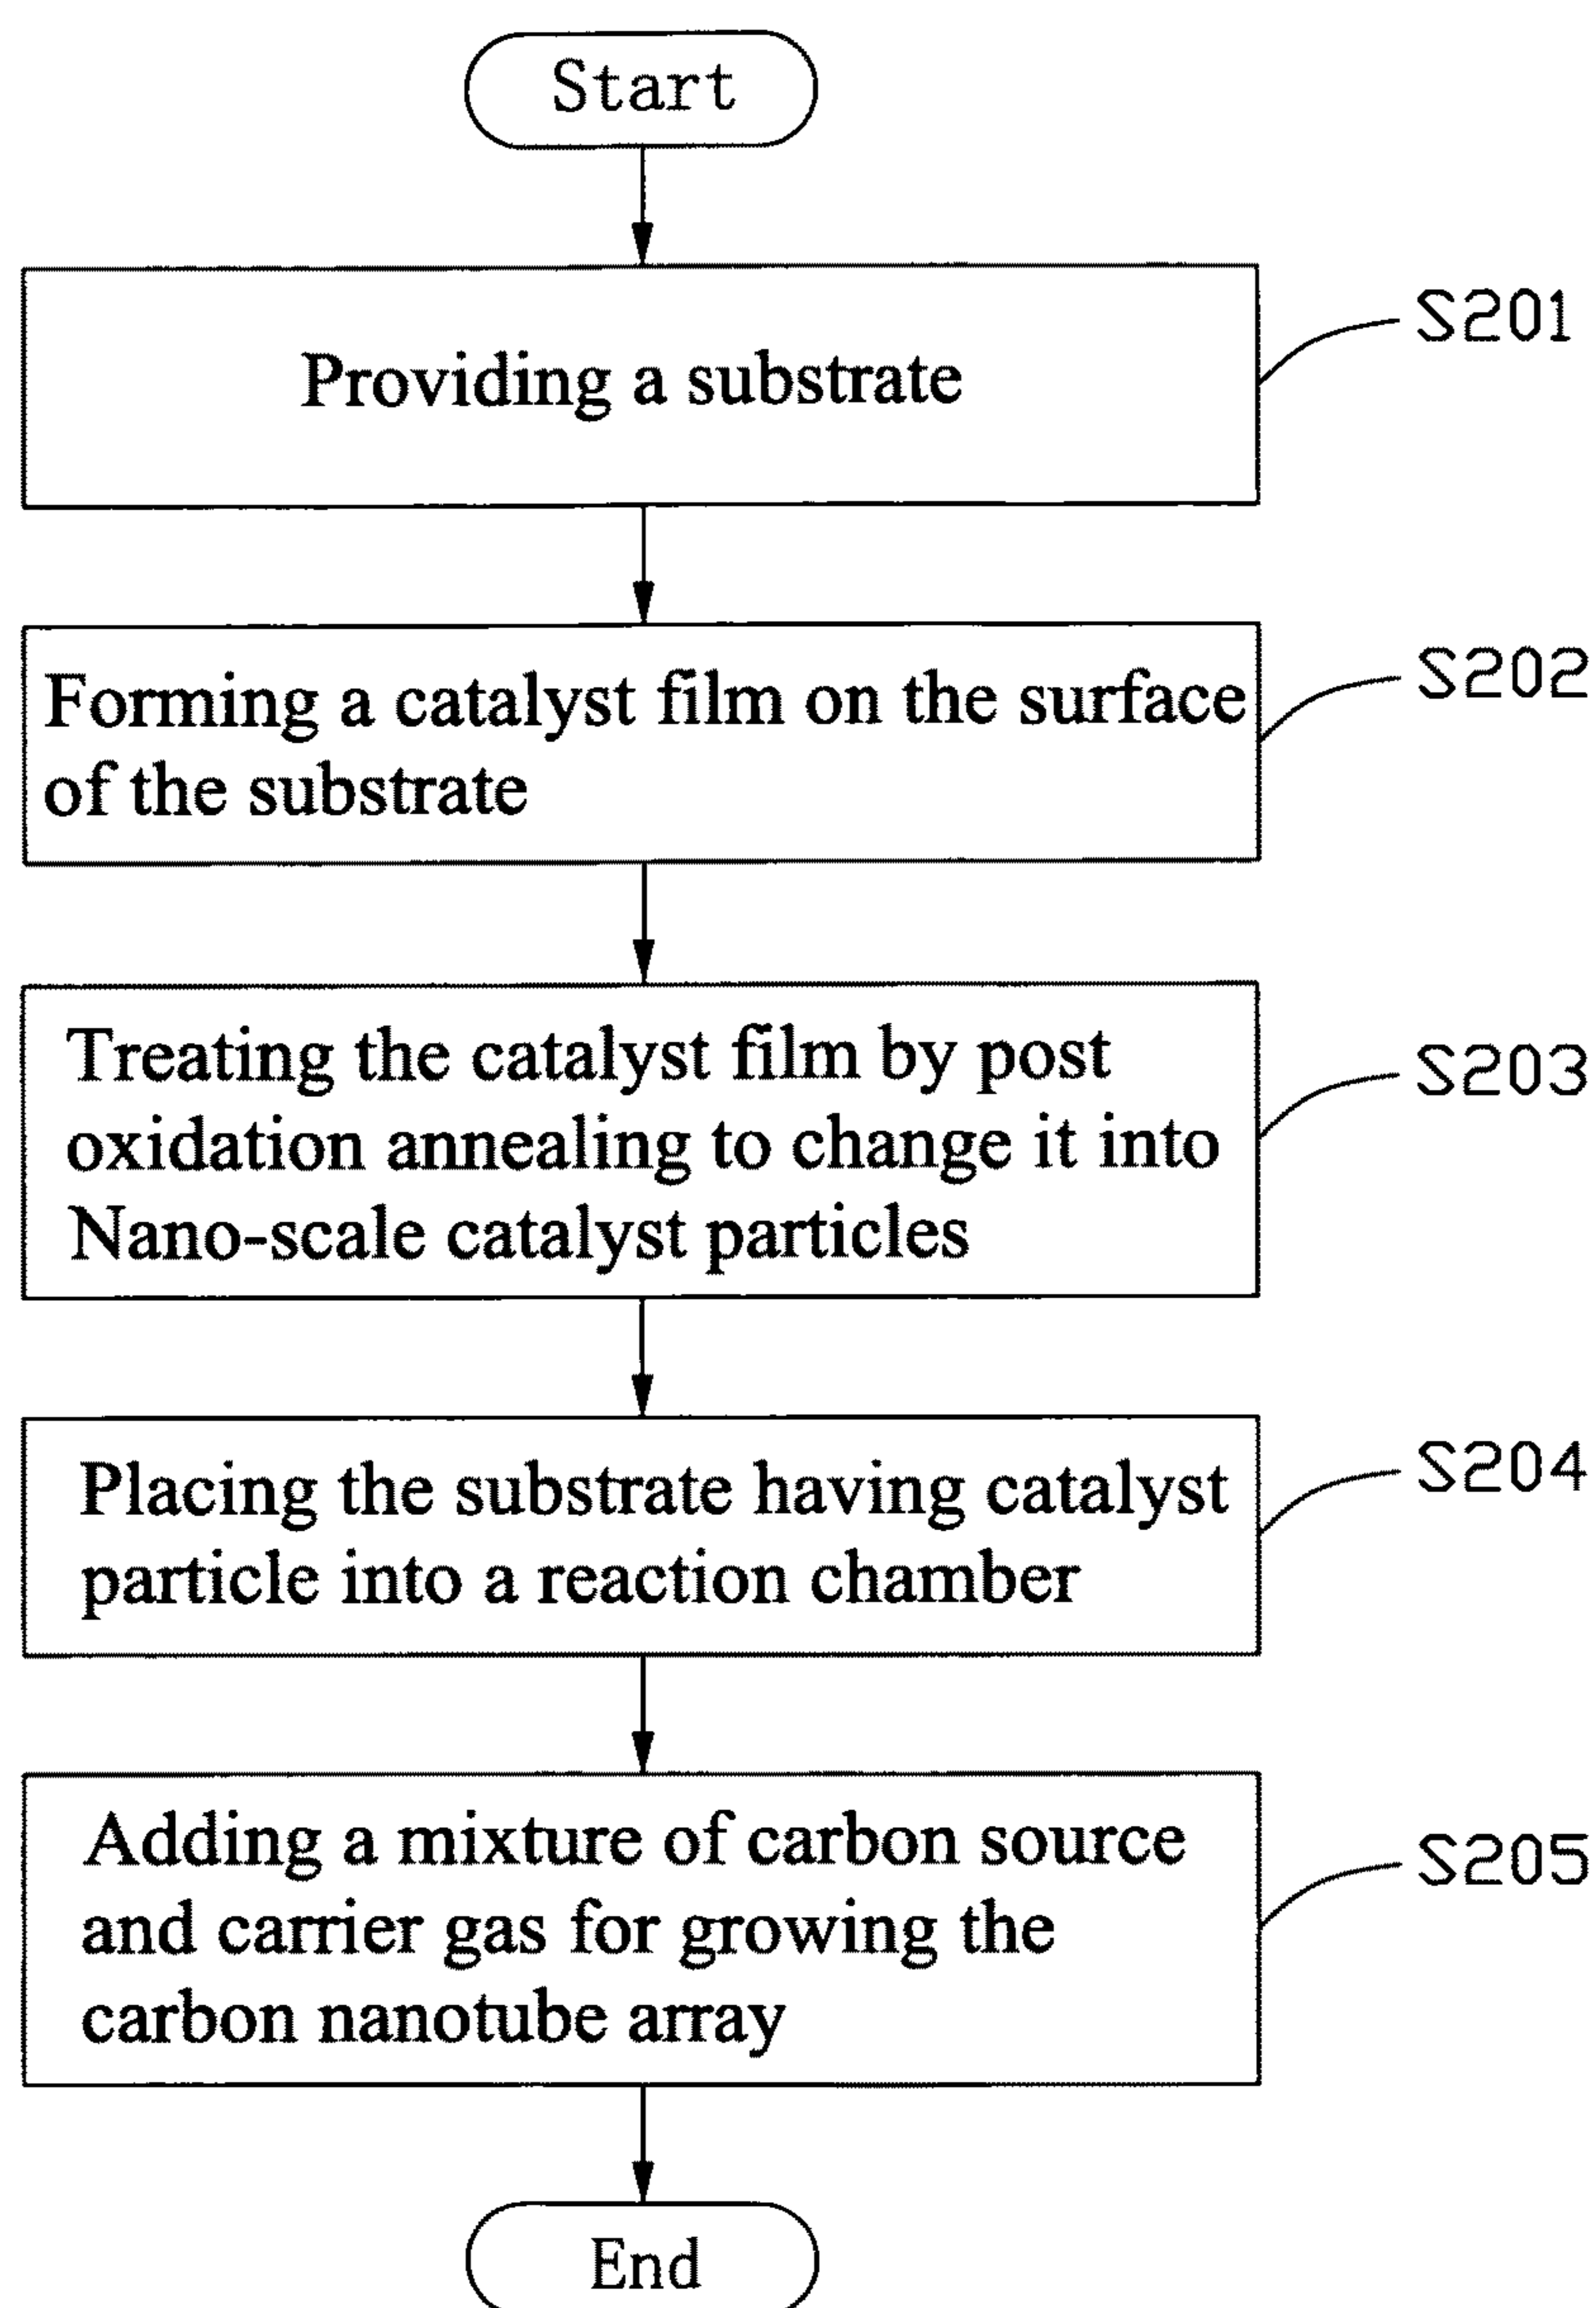 Start
Providing a substrate
S201
Forming a catalyst film on the surface
of the substrate
S202
Treating the catalyst film by post
oxidation annealing to change it into
Nano-scale catalyst particles
S203
Placing the substrate having catalyst
particle into a reaction chamber
S204
Adding a mixture of carbon source
and carrier gas for growing the
carbon nanotube array
S205
End